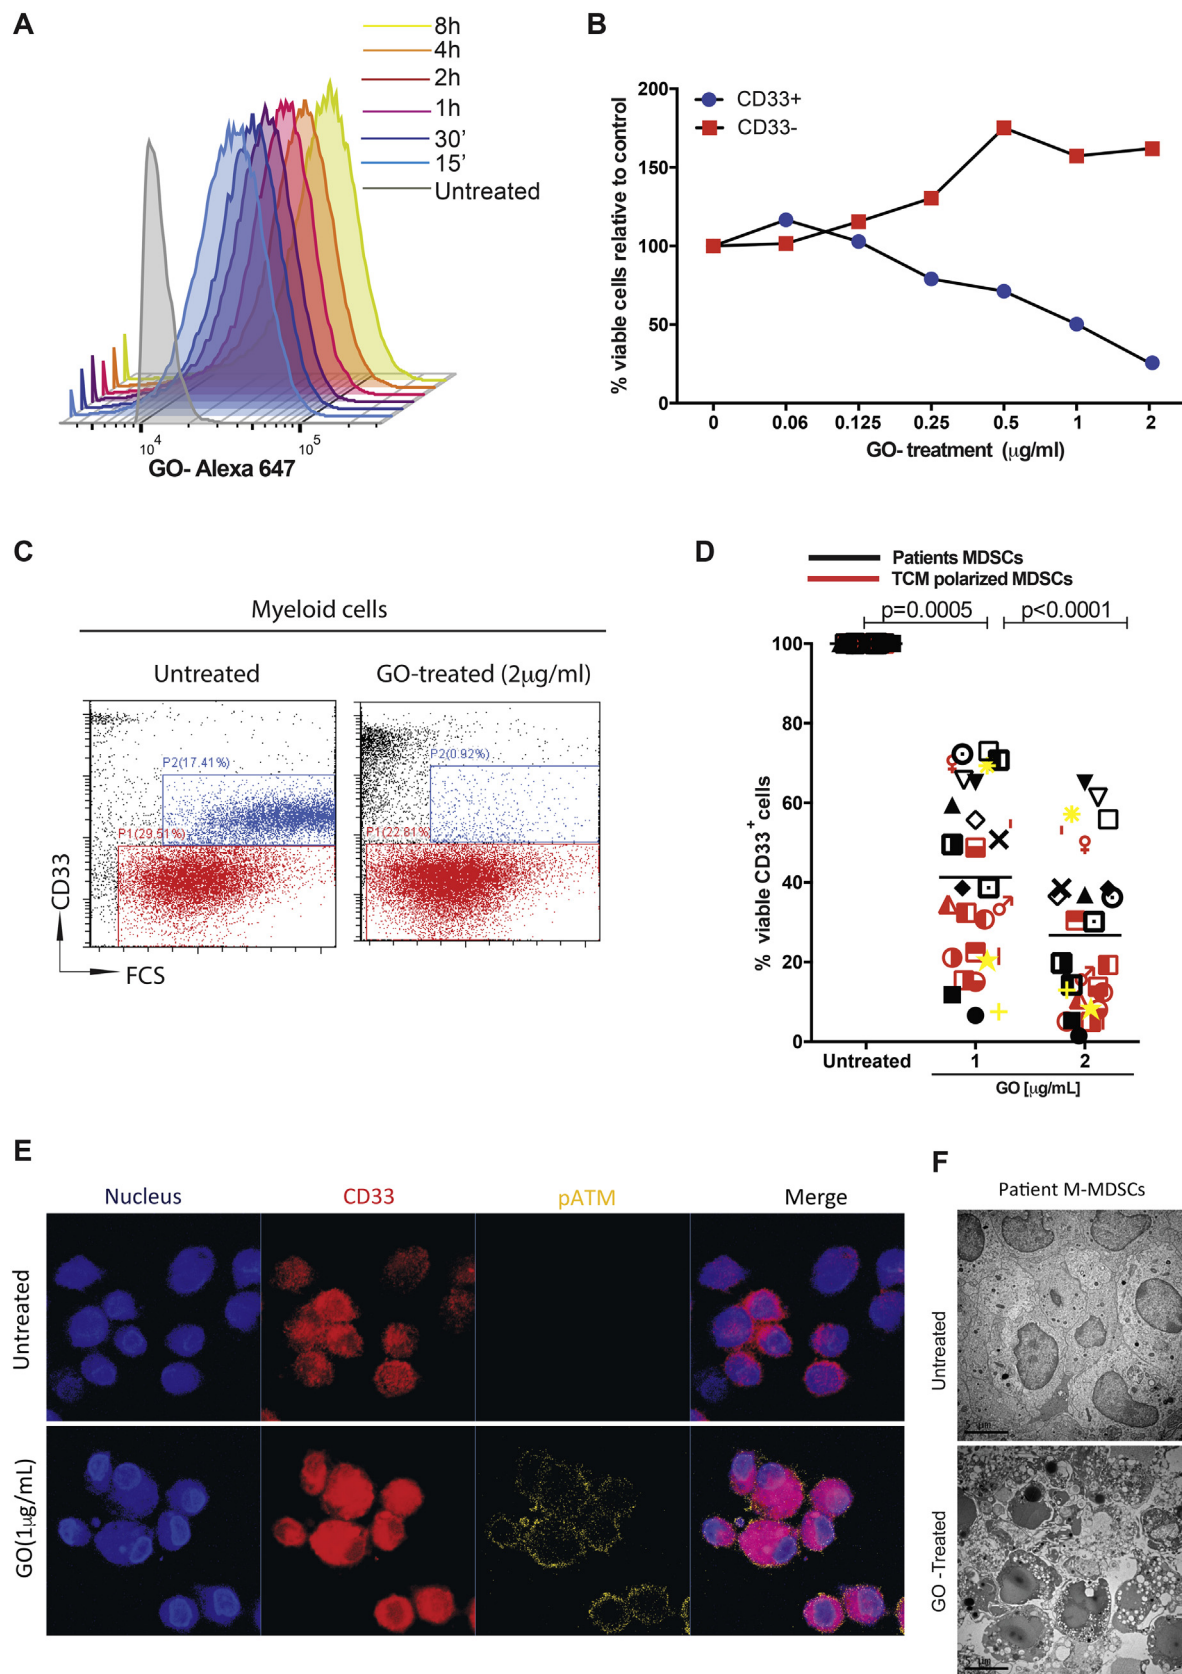 A
8h
4h
2h
1h
30'
15'
Untreated
10^4
10^5
GO- Alexa 647
B
% viable cells relative to control
200
150
100
50
0
CD33+
CD33-
0 0.06 0.125 0.25 0.5 1 2
GO- treatment (μg/ml)
C
Myeloid cells
Untreated
GO-treated (2μg/ml)
P2(17.41%)
P1(29.51%)
P2(0.92%)
P1(22.81%
CD33
FCS
D
Patients MDSCs
TCM polarized MDSCs
p=0.0005
p<0.0001
% viable CD33+ cells
100
80
60
40
20
0
Untreated 1 2
GO [μg/mL]
E
Nucleus CD33 pATM Merge
Untreated
GO(1μg/mL)
F
Patient M-MDSCs
Untreated
5 μm
GO -Treated
5 μm